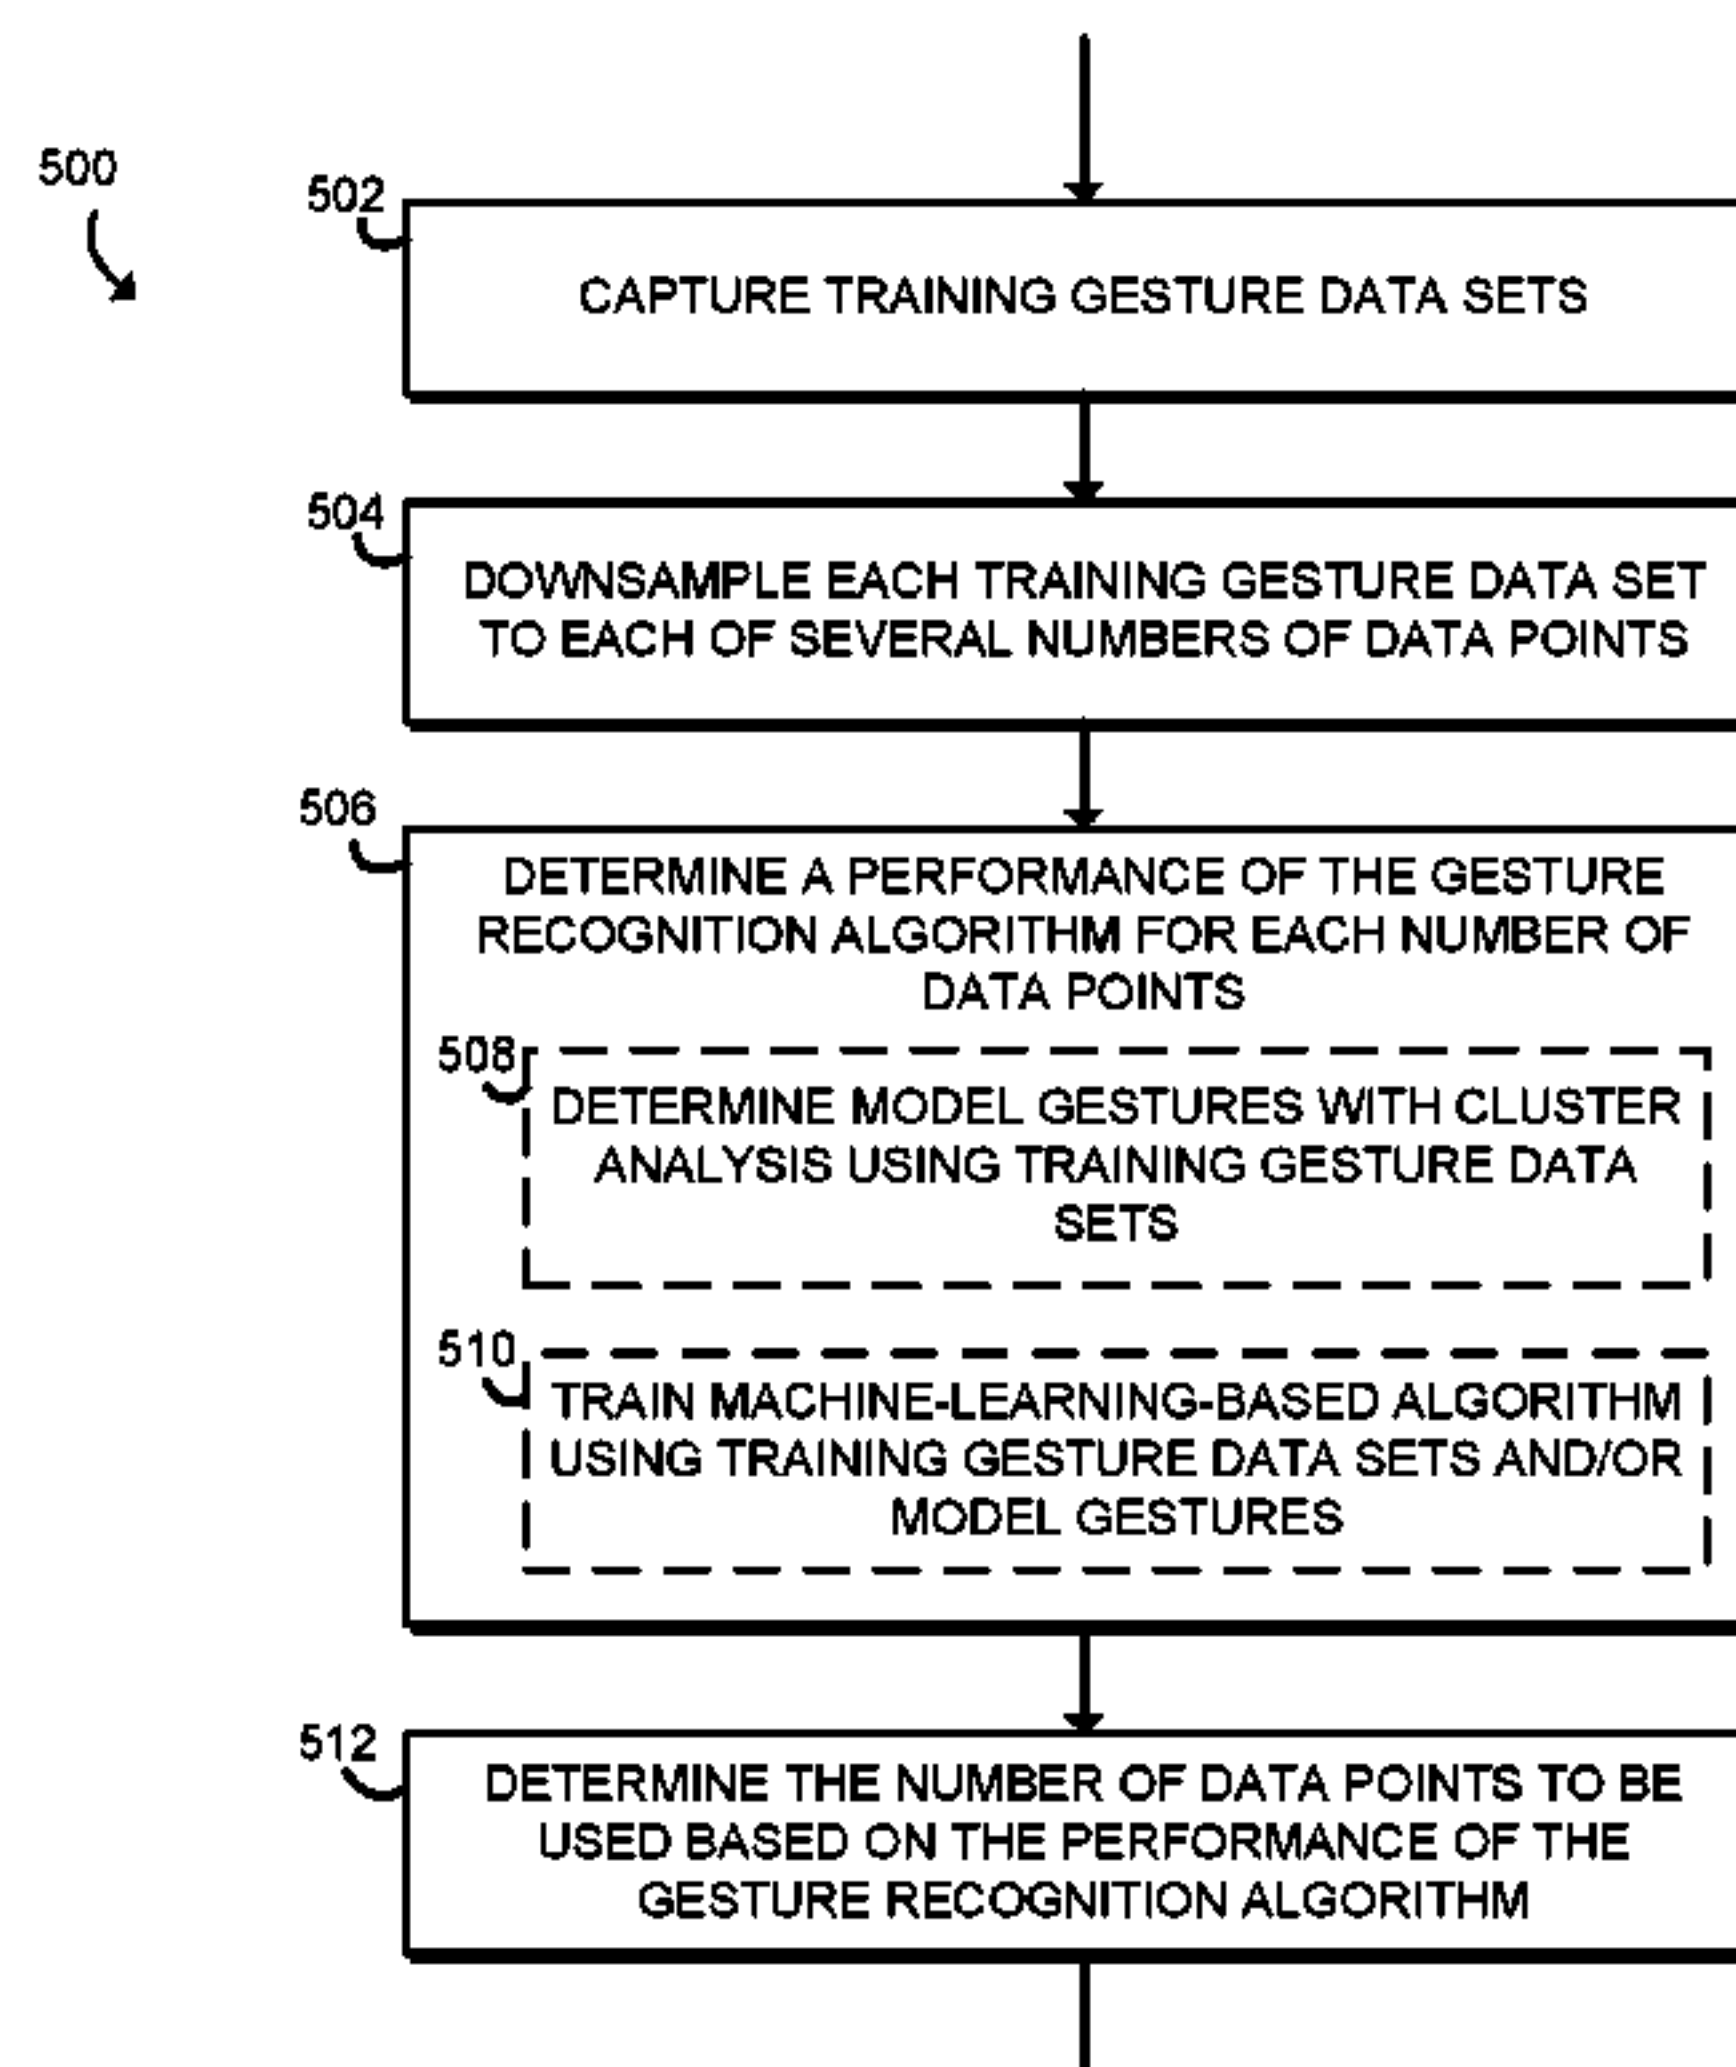 500
502
CAPTURE TRAINING GESTURE DATA SETS
504
DOWNSAMPLE EACH TRAINING GESTURE DATA SET
TO EACH OF SEVERAL NUMBERS OF DATA POINTS
506
DETERMINE A PERFORMANCE OF THE GESTURE
RECOGNITION ALGORITHM FOR EACH NUMBER OF
DATA POINTS
508
DETERMINE MODEL GESTURES WITH CLUSTER
ANALYSIS USING TRAINING GESTURE DATA
SETS
510
TRAIN MACHINE-LEARNING-BASED ALGORITHM
USING TRAINING GESTURE DATA SETS AND/OR
MODEL GESTURES
512
DETERMINE THE NUMBER OF DATA POINTS TO BE
USED BASED ON THE PERFORMANCE OF THE
GESTURE RECOGNITION ALGORITHM